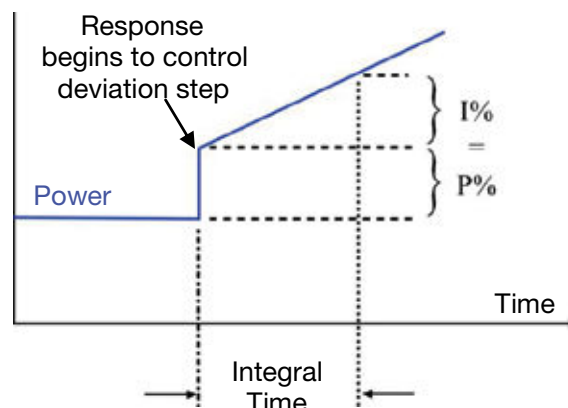 Response
begins to control
deviation step
I%
=
P%
Power
Time
Integral
Time